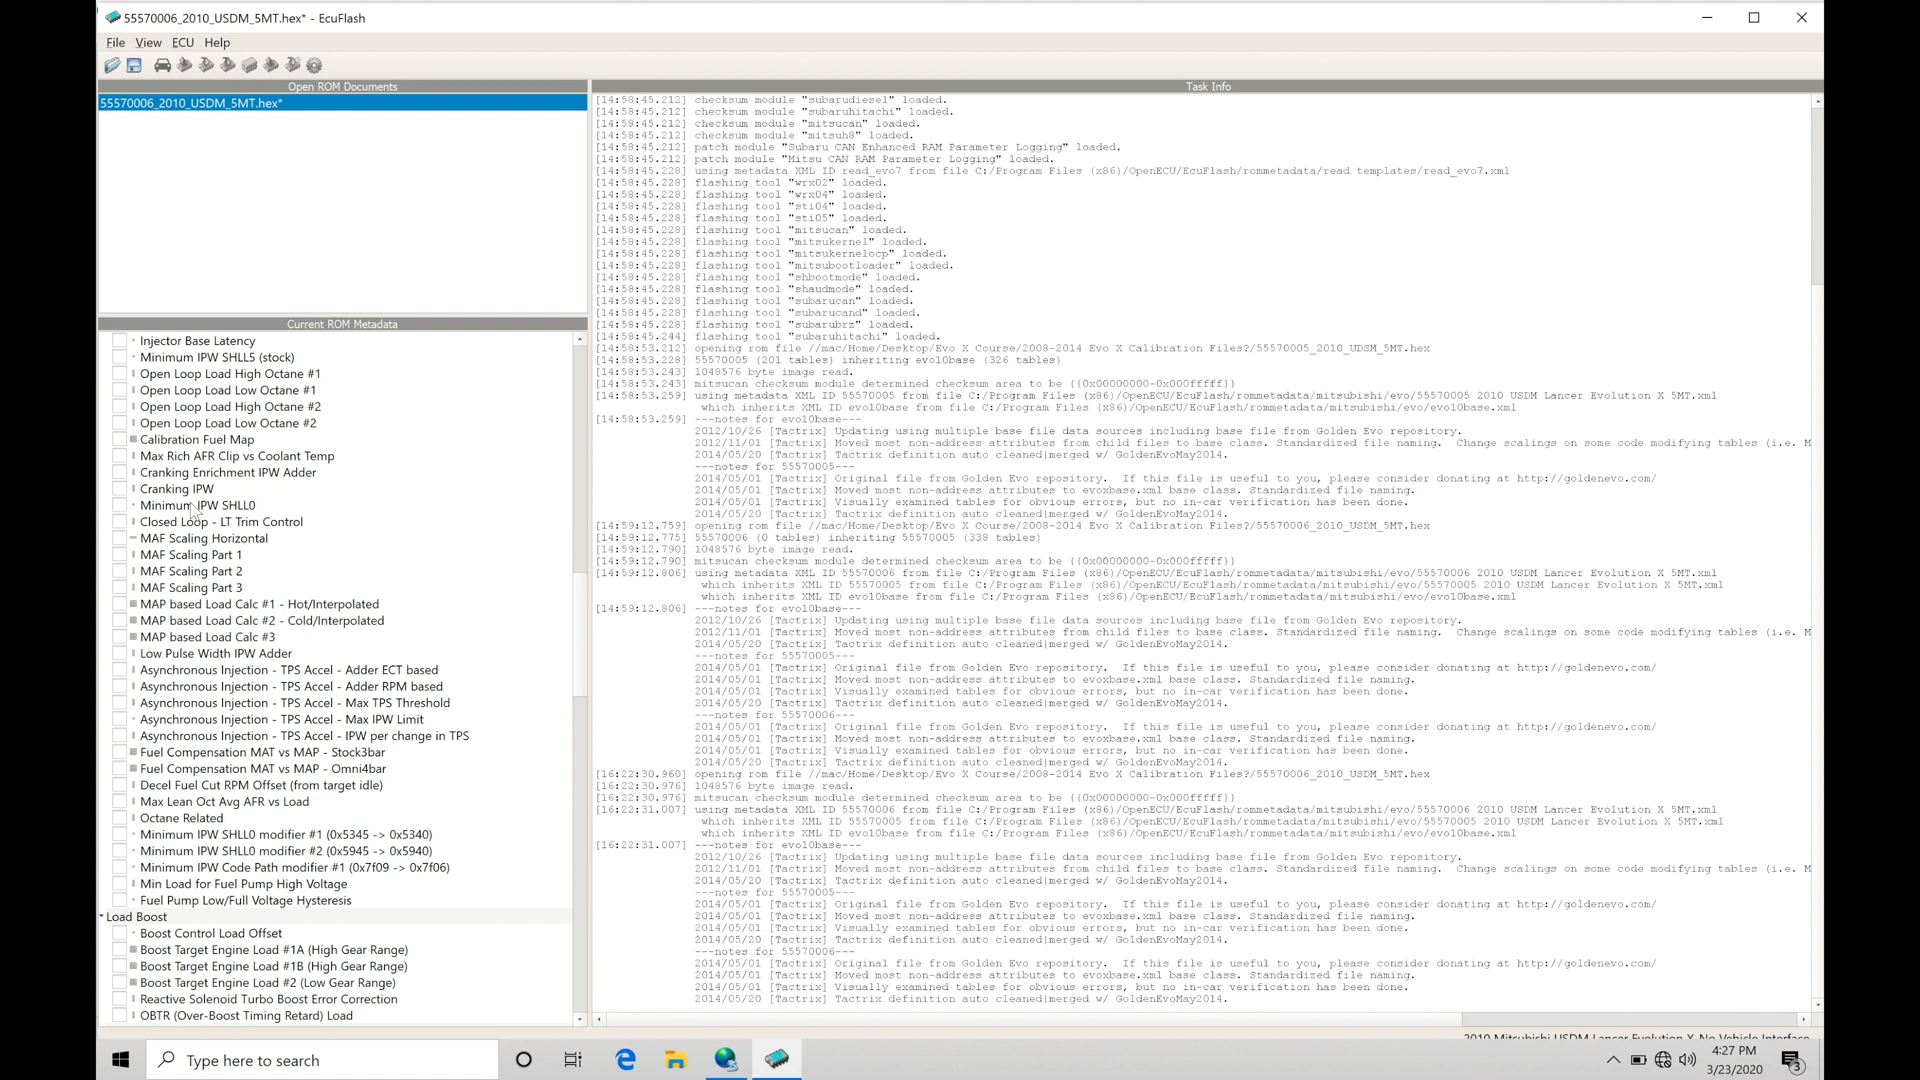 55570006_2010_USDM_5MT.hex* - EcuFlash
File View ECU Help
Open ROM Documents
55570006_2010_USDM_5MT.hex*
Current ROM Metadata
Injector Base Latency
Minimum IPW SHLL5 (stock)
Open Loop Load High Octane #1
Open Loop Load Low Octane #1
Open Loop Load High Octane #2
Open Loop Load Low Octane #2
Calibration Fuel Map
Max Rich AFR Clip vs Coolant Temp
Cranking Enrichment IPW Adder
Cranking IPW
Minimum IPW SHLL0
Closed Loop - LT Trim Control
MAF Scaling Horizontal
MAF Scaling Part 1
MAF Scaling Part 2
MAF Scaling Part 3
MAP based Load Calc #1 - Hot/Interpolated
MAP based Load Calc #2 - Cold/Interpolated
MAP based Load Calc #3
Low Pulse Width IPW Adder
Asynchronous Injection - TPS Accel - Adder ECT based
Asynchronous Injection - TPS Accel - Adder RPM based
Asynchronous Injection - TPS Accel - Max TPS Threshold
Asynchronous Injection - TPS Accel - Max IPW Limit
Asynchronous Injection - TPS Accel - IPW per change in TPS
Fuel Compensation MAT vs MAP - Stock3bar
Fuel Compensation MAT vs MAP - Omni4bar
Decel Fuel Cut RPM Offset (from target idle)
Max Lean Oct Avg AFR vs Load
Octane Related
Minimum IPW SHLL0 modifier #1 (0x5345 -> 0x5340)
Minimum IPW SHLL0 modifier #2 (0x5945 -> 0x5940)
Minimum IPW Code Path modifier #1 (0x7f09 -> 0x7f06)
Min Load for Fuel Pump High Voltage
Fuel Pump Low/Full Voltage Hysteresis
Load Boost
Boost Control Load Offset
Boost Target Engine Load #1A (High Gear Range)
Boost Target Engine Load #1B (High Gear Range)
Boost Target Engine Load #2 (Low Gear Range)
Reactive Solenoid Turbo Boost Error Correction
OBTR (Over-Boost Timing Retard) Load
Task Info
[14:58:45.212] checksum module "subarudiesel" loaded.
[14:58:45.212] checksum module "subaruhitachi" loaded.
[14:58:45.212] checksum module "mitsucan" loaded.
[14:58:45.212] checksum module "mitsuh8" loaded.
[14:58:45.212] patch module "Subaru CAN Enhanced RAM Parameter Logging" loaded.
[14:58:45.212] patch module "Mitsu CAN RAM Parameter Logging" loaded.
[14:58:45.228] using metadata XML ID read_evo7 from file C:/Program Files (x86)/OpenECU/EcuFlash/rommetadata/read templates/read_evo7.xml
[14:58:45.228] flashing tool "wrx02" loaded.
[14:58:45.228] flashing tool "wrx04" loaded.
[14:58:45.228] flashing tool "sti04" loaded.
[14:58:45.228] flashing tool "sti05" loaded.
[14:58:45.228] flashing tool "mitsucan" loaded.
[14:58:45.228] flashing tool "mitsukernel" loaded.
[14:58:45.228] flashing tool "mitsukernelocp" loaded.
[14:58:45.228] flashing tool "mitsubootloader" loaded.
[14:58:45.228] flashing tool "shbootmode" loaded.
[14:58:45.228] flashing tool "shaudmode" loaded.
[14:58:45.228] flashing tool "subarucan" loaded.
[14:58:45.228] flashing tool "subarucand" loaded.
[14:58:45.228] flashing tool "subarubrz" loaded.
[14:58:45.244] flashing tool "subaruhitachi" loaded.
[14:58:53.212] opening rom file //mac/Home/Desktop/Evo X Course/2008-2014 Evo X Calibration Files?/55570005_2010_UDSM_5MT.hex
[14:58:53.228] 55570005 (201 tables) inheriting evo10base (326 tables)
[14:58:53.243] 1048576 byte image read.
[14:58:53.243] mitsucan checksum module determined checksum area to be {{0x00000000-0x000fffff}}
[14:58:53.259] using metadata XML ID 55570005 from file C:/Program Files (x86)/OpenECU/EcuFlash/rommetadata/mitsubishi/evo/55570005 2010 USDM Lancer Evolution X 5MT.xml
which inherits XML ID evo10base from file C:/Program Files (x86)/OpenECU/EcuFlash/rommetadata/mitsubishi/evo/evo10base.xml
[14:58:53.259] ---notes for evo10base---
2012/10/26 [Tactrix] Updating using multiple base file data sources including base file from Golden Evo repository.
2012/11/01 [Tactrix] Moved most non-address attributes from child files to base class. Standardized file naming. Change scalings on some code modifying tables (i.e. M
2014/05/20 [Tactrix] Tactrix definition auto cleaned|merged w/ GoldenEvoMay2014.
---notes for 55570005---
2014/05/01 [Tactrix] Original file from Golden Evo repository. If this file is useful to you, please consider donating at http://goldenevo.com/
2014/05/01 [Tactrix] Moved most non-address attributes to evoxbase.xml base class. Standardized file naming.
2014/05/01 [Tactrix] Visually examined tables for obvious errors, but no in-car verification has been done.
2014/05/20 [Tactrix] Tactrix definition auto cleaned|merged w/ GoldenEvoMay2014.
[14:59:12.759] opening rom file //mac/Home/Desktop/Evo X Course/2008-2014 Evo X Calibration Files?/55570006_2010_USDM_5MT.hex
[14:59:12.775] 55570006 (0 tables) inheriting 55570005 (338 tables)
[14:59:12.790] 1048576 byte image read.
[14:59:12.790] mitsucan checksum module determined checksum area to be {{0x00000000-0x000fffff}}
[14:59:12.806] using metadata XML ID 55570006 from file C:/Program Files (x86)/OpenECU/EcuFlash/rommetadata/mitsubishi/evo/55570006 2010 USDM Lancer Evolution X 5MT.xml
which inherits XML ID 55570005 from file C:/Program Files (x86)/OpenECU/EcuFlash/rommetadata/mitsubishi/evo/55570005 2010 USDM Lancer Evolution X 5MT.xml
which inherits XML ID evo10base from file C:/Program Files (x86)/OpenECU/EcuFlash/rommetadata/mitsubishi/evo/evo10base.xml
[14:59:12.806] ---notes for evo10base---
2012/10/26 [Tactrix] Updating using multiple base file data sources including base file from Golden Evo repository.
2012/11/01 [Tactrix] Moved most non-address attributes from child files to base class. Standardized file naming. Change scalings on some code modifying tables (i.e. M
2014/05/20 [Tactrix] Tactrix definition auto cleaned|merged w/ GoldenEvoMay2014.
---notes for 55570005---
2014/05/01 [Tactrix] Original file from Golden Evo repository. If this file is useful to you, please consider donating at http://goldenevo.com/
2014/05/01 [Tactrix] Moved most non-address attributes to evoxbase.xml base class. Standardized file naming.
2014/05/01 [Tactrix] Visually examined tables for obvious errors, but no in-car verification has been done.
2014/05/20 [Tactrix] Tactrix definition auto cleaned|merged w/ GoldenEvoMay2014.
---notes for 55570006---
2014/05/01 [Tactrix] Original file from Golden Evo repository. If this file is useful to you, please consider donating at http://goldenevo.com/
2014/05/01 [Tactrix] Moved most non-address attributes to evoxbase.xml base class. Standardized file naming.
2014/05/01 [Tactrix] Visually examined tables for obvious errors, but no in-car verification has been done.
2014/05/20 [Tactrix] Tactrix definition auto cleaned|merged w/ GoldenEvoMay2014.
[16:22:30.960] opening rom file //mac/Home/Desktop/Evo X Course/2008-2014 Evo X Calibration Files?/55570006_2010_USDM_5MT.hex
[16:22:30.976] 1048576 byte image read.
[16:22:30.976] mitsucan checksum module determined checksum area to be {{0x00000000-0x000fffff}}
[16:22:31.007] using metadata XML ID 55570006 from file C:/Program Files (x86)/OpenECU/EcuFlash/rommetadata/mitsubishi/evo/55570006 2010 USDM Lancer Evolution X 5MT.xml
which inherits XML ID 55570005 from file C:/Program Files (x86)/OpenECU/EcuFlash/rommetadata/mitsubishi/evo/55570005 2010 USDM Lancer Evolution X 5MT.xml
which inherits XML ID evo10base from file C:/Program Files (x86)/OpenECU/EcuFlash/rommetadata/mitsubishi/evo/evo10base.xml
[16:22:31.007] ---notes for evo10base---
2012/10/26 [Tactrix] Updating using multiple base file data sources including base file from Golden Evo repository.
2012/11/01 [Tactrix] Moved most non-address attributes from child files to base class. Standardized file naming. Change scalings on some code modifying tables (i.e. M
2014/05/20 [Tactrix] Tactrix definition auto cleaned|merged w/ GoldenEvoMay2014.
---notes for 55570005---
2014/05/01 [Tactrix] Original file from Golden Evo repository. If this file is useful to you, please consider donating at http://goldenevo.com/
2014/05/01 [Tactrix] Moved most non-address attributes to evoxbase.xml base class. Standardized file naming.
2014/05/01 [Tactrix] Visually examined tables for obvious errors, but no in-car verification has been done.
2014/05/20 [Tactrix] Tactrix definition auto cleaned|merged w/ GoldenEvoMay2014.
---notes for 55570006---
2014/05/01 [Tactrix] Original file from Golden Evo repository. If this file is useful to you, please consider donating at http://goldenevo.com/
2014/05/01 [Tactrix] Moved most non-address attributes to evoxbase.xml base class. Standardized file naming.
2014/05/01 [Tactrix] Visually examined tables for obvious errors, but no in-car verification has been done.
2014/05/20 [Tactrix] Tactrix definition auto cleaned|merged w/ GoldenEvoMay2014.
2010 Mitsubishi USDM Lancer Evolution X No Vehicle Interface
Type here to search
4:27 PM
3/23/2020
3